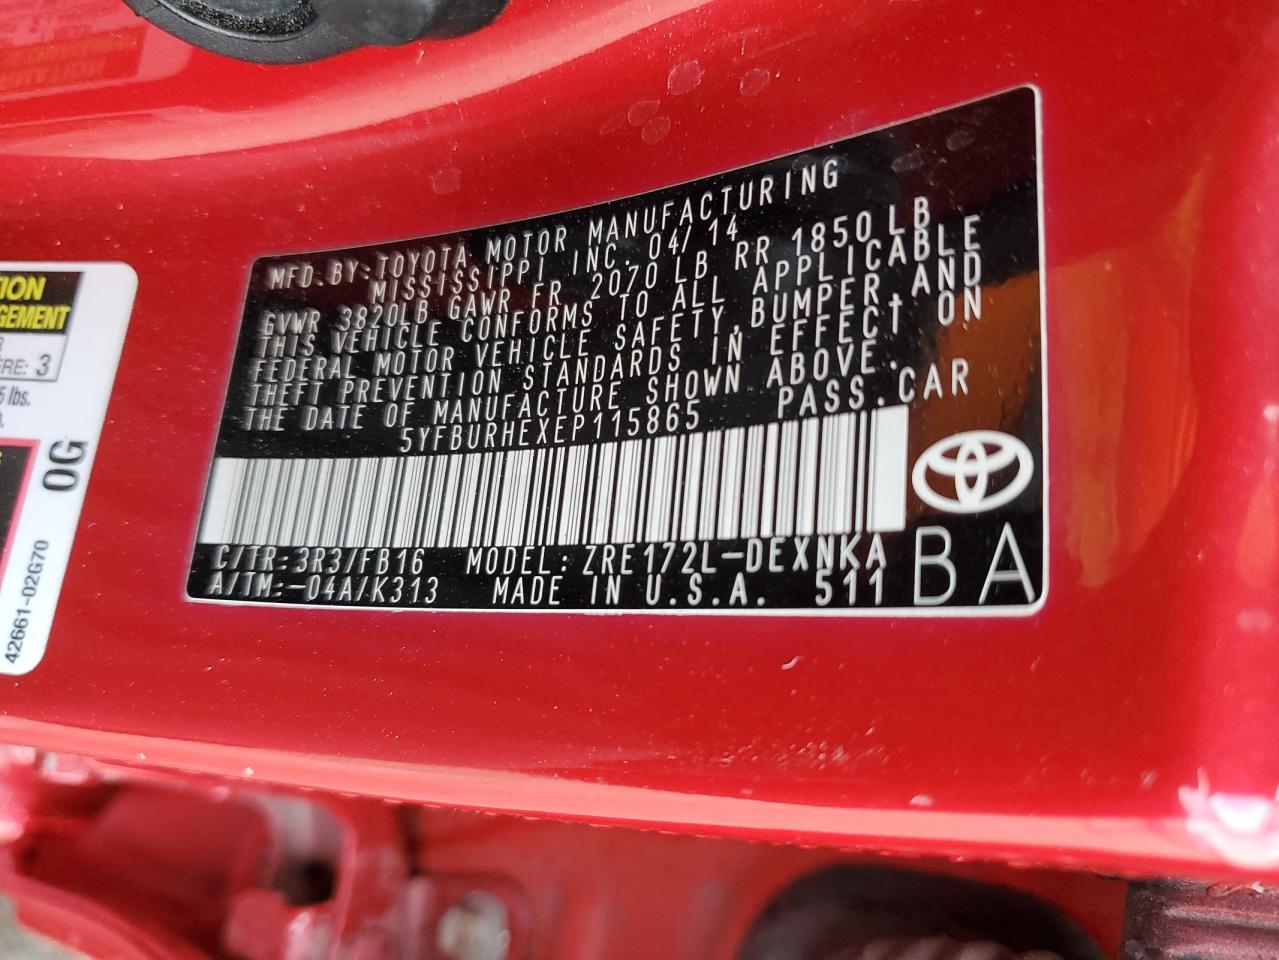 MFD.BY:TOYOTA MOTOR MANUFACTURING
MISSISSIPPI INC. 04/14
GVWR 3820LB GAWR FR 2070LB RR 1850LB
THIS VEHICLE CONFORMS TO ALL APPLICABLE
FEDERAL MOTOR VEHICLE SAFETY,BUMPER AND
THEFT PREVENTION STANDARDS IN EFFECT ON
THE DATE OF MANUFACTURE SHOWN ABOVE.
5YFBURHEXEP115865 PASS.CAR
C/TR:3R3/FB16 MODEL:ZRE172L-DEXNKA
A/TM:-04A/K313 MADE IN U.S.A. 511
BA
ERE: 3
lbs.
0G
42661-02G70